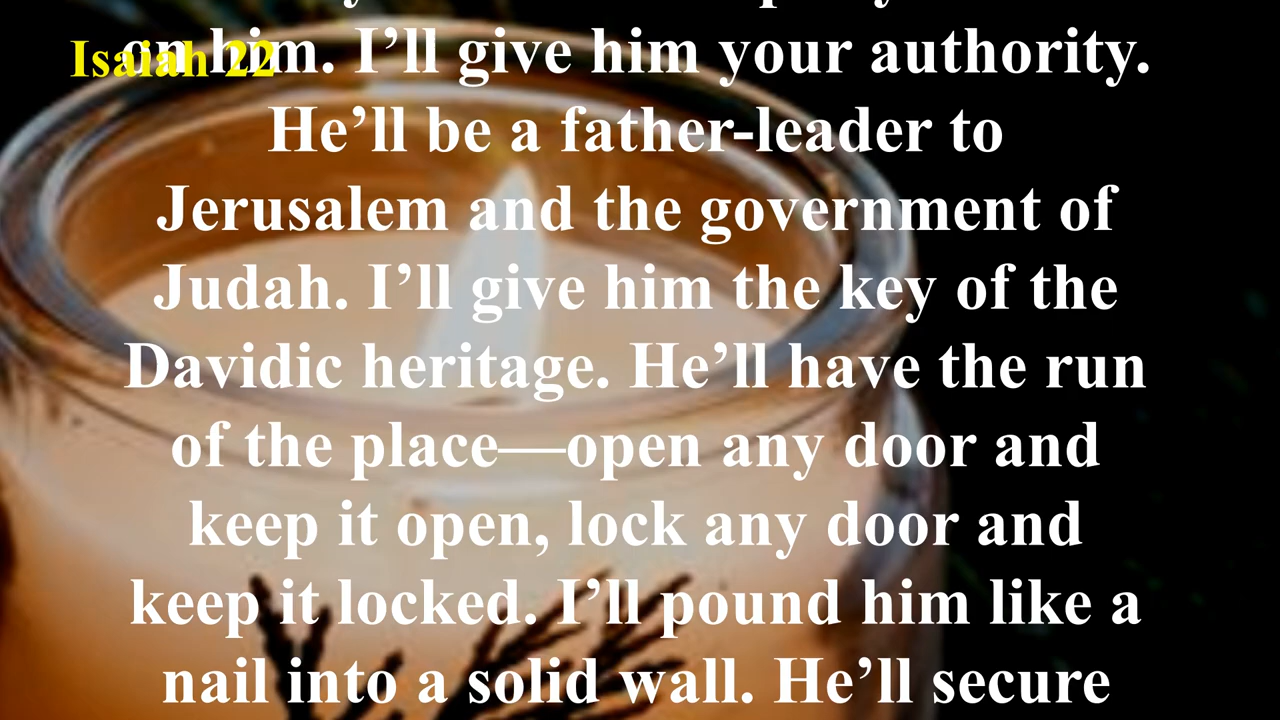 Isaiah 22
on him. I’ll give him your authority.
He’ll be a father-leader to
Jerusalem and the government of
Judah. I’ll give him the key of the
Davidic heritage. He’ll have the run
of the place—open any door and
keep it open, lock any door and
keep it locked. I’ll pound him like a
nail into a solid wall. He’ll secure